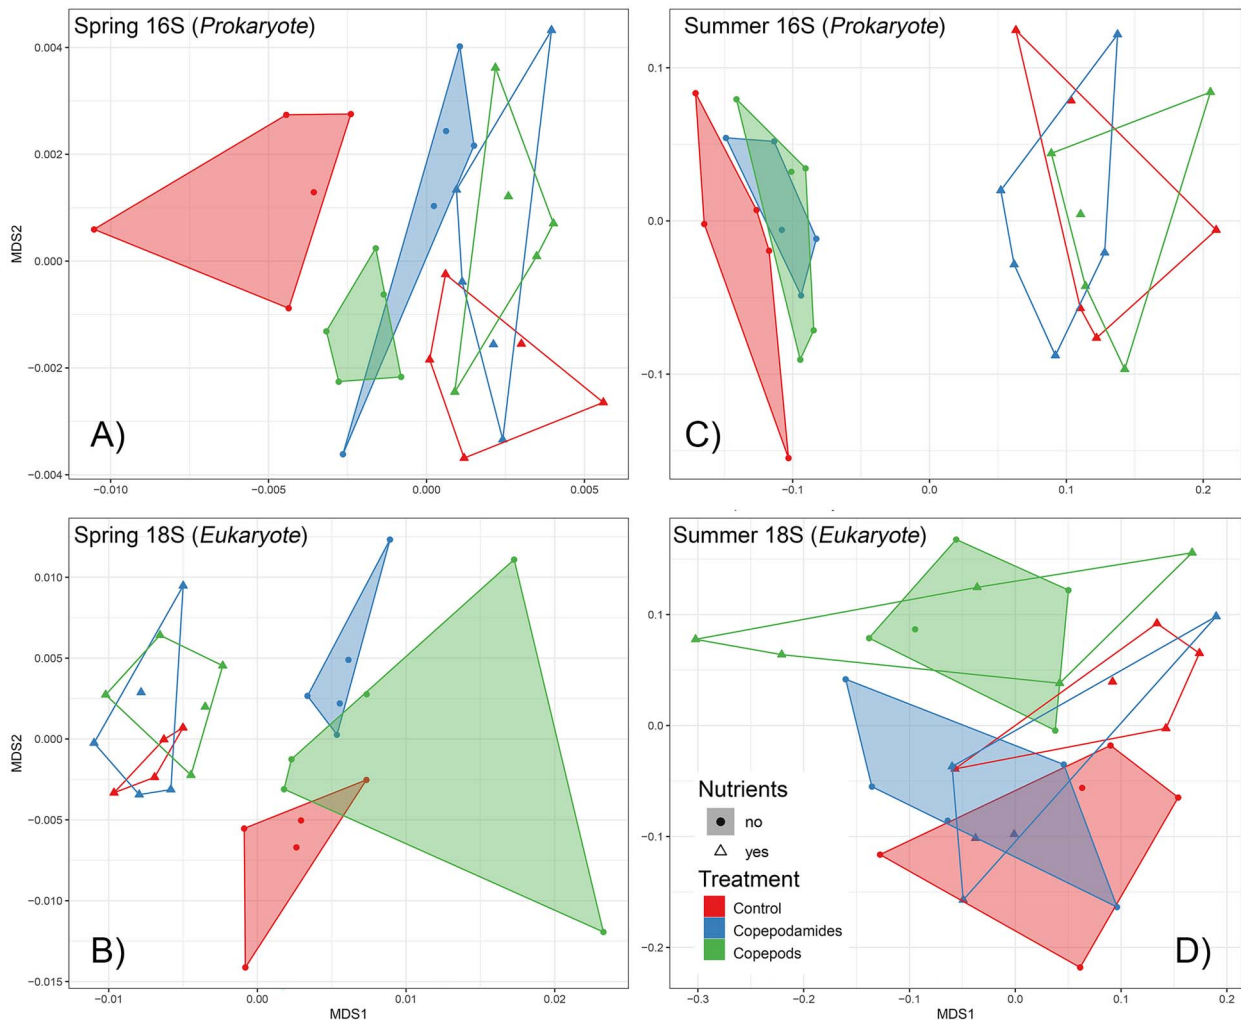 Spring 16S (Prokaryote)
0.004
0.002
0.000
−0.002
−0.004
MDS2
A)
−0.010
−0.005
0.000
0.005
Summer 16S (Prokaryote)
0.1
0.0
−0.1
C)
−0.1
0.0
0.1
0.2
Spring 18S (Eukaryote)
0.010
0.005
0.000
−0.005
−0.010
−0.015
MDS2
B)
−0.01
0.00
0.01
0.02
MDS1
Summer 18S (Eukaryote)
0.1
0.0
−0.1
−0.2
Nutrients
no
yes
Treatment
Control
Copepodamides
Copepods
D)
−0.3
−0.1
0.0
0.1
0.2
MDS1